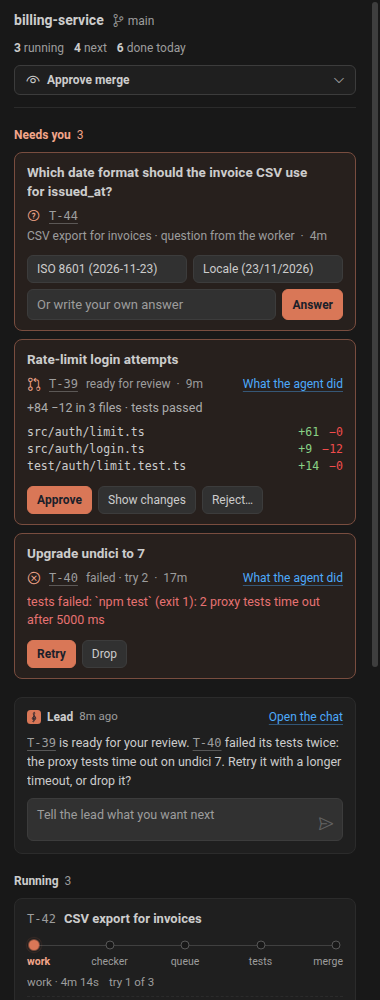 billing-service main
3 running 4 next 6 done today
Approve merge
Needs you 3
Which date format should the invoice CSV use
for issued_at?
T-44
CSV export for invoices · question from the worker · 4m
ISO 8601 (2026-11-23) Locale (23/11/2026)
Or write your own answer Answer
Rate-limit login attempts
T-39 ready for review · 9m What the agent did
+84 −12 in 3 files · tests passed
src/auth/limit.ts +61 −0
src/auth/login.ts +9 −12
test/auth/limit.test.ts +14 −0
Approve Show changes Reject…
Upgrade undici to 7
T-40 failed · try 2 · 17m What the agent did
tests failed: `npm test` (exit 1): 2 proxy tests time out
after 5000 ms
Retry Drop
Lead 8m ago Open the chat
T-39 is ready for your review. T-40 failed its tests twice:
the proxy tests time out on undici 7. Retry it with a longer
timeout, or drop it?
Tell the lead what you want next
Running 3
T-42 CSV export for invoices
work checker queue tests merge
work · 4m 14s try 1 of 3